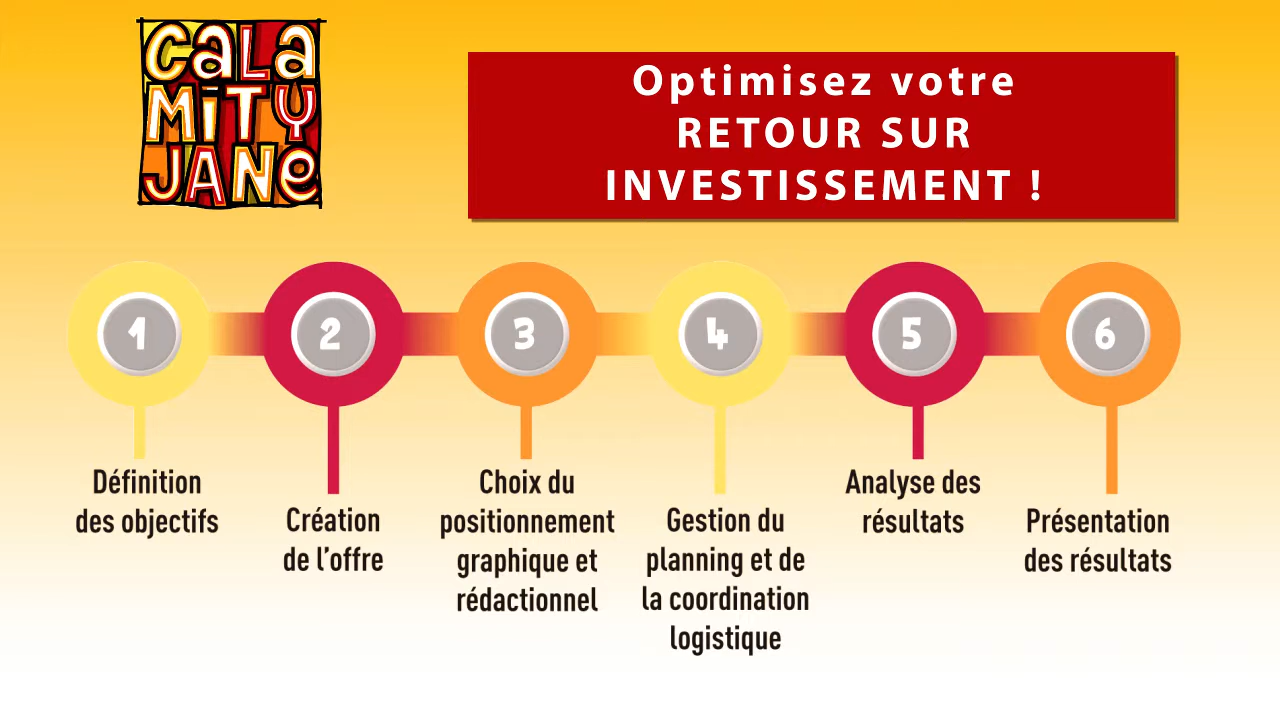 CALA
MITY
JANE
Optimisez votre
RETOUR SUR
INVESTISSEMENT !
1
2
3
4
5
6
Définition
des objectifs
Création
de l’offre
Choix du
positionnement
graphique et
rédactionnel
Gestion du
planning et de
la coordination
logistique
Analyse des
résultats
Présentation
des résultats